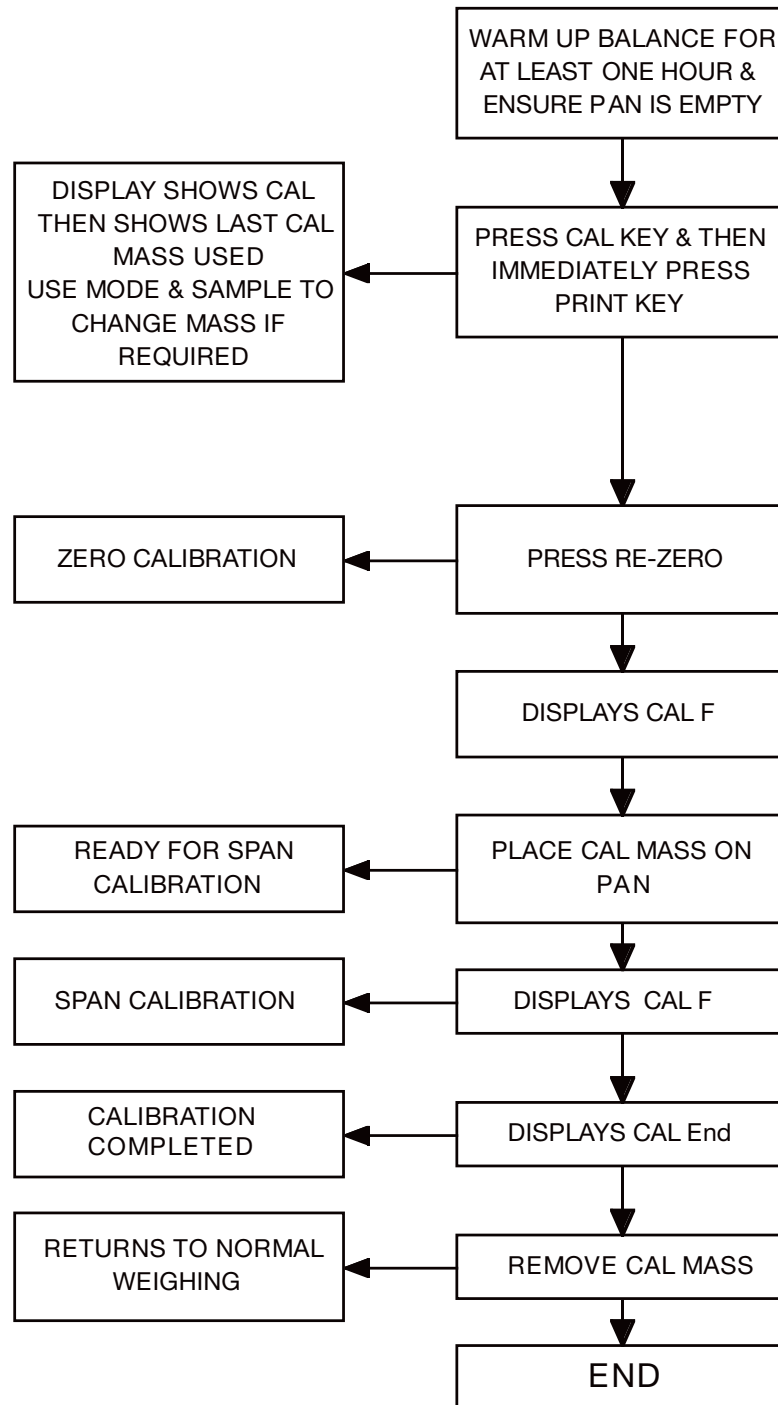 WARM UP BALANCE FOR
AT LEAST ONE HOUR &
ENSURE PAN IS EMPTY
DISPLAY SHOWS CAL
THEN SHOWS LAST CAL
MASS USED
USE MODE & SAMPLE TO
CHANGE MASS IF
REQUIRED
PRESS CAL KEY & THEN
IMMEDIATELY PRESS
PRINT KEY
ZERO CALIBRATION
PRESS RE-ZERO
DISPLAYS CAL F
READY FOR SPAN
CALIBRATION
PLACE CAL MASS ON
PAN
SPAN CALIBRATION
DISPLAYS CAL F
CALIBRATION
COMPLETED
DISPLAYS CAL End
RETURNS TO NORMAL
WEIGHING
REMOVE CAL MASS
END